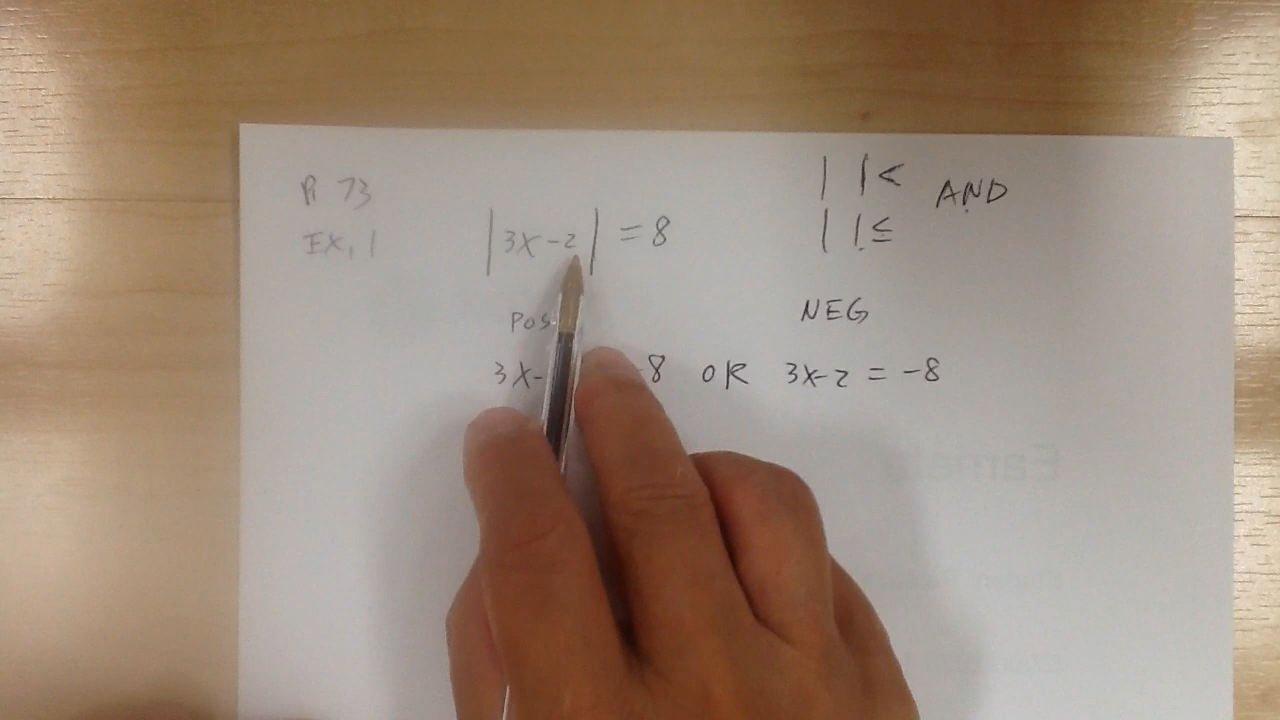 P. 73
EX. 1
|3X-2| = 8
| |< AND
| |≤
POS.
NEG
3X- 8 OR 3X-2 = -8